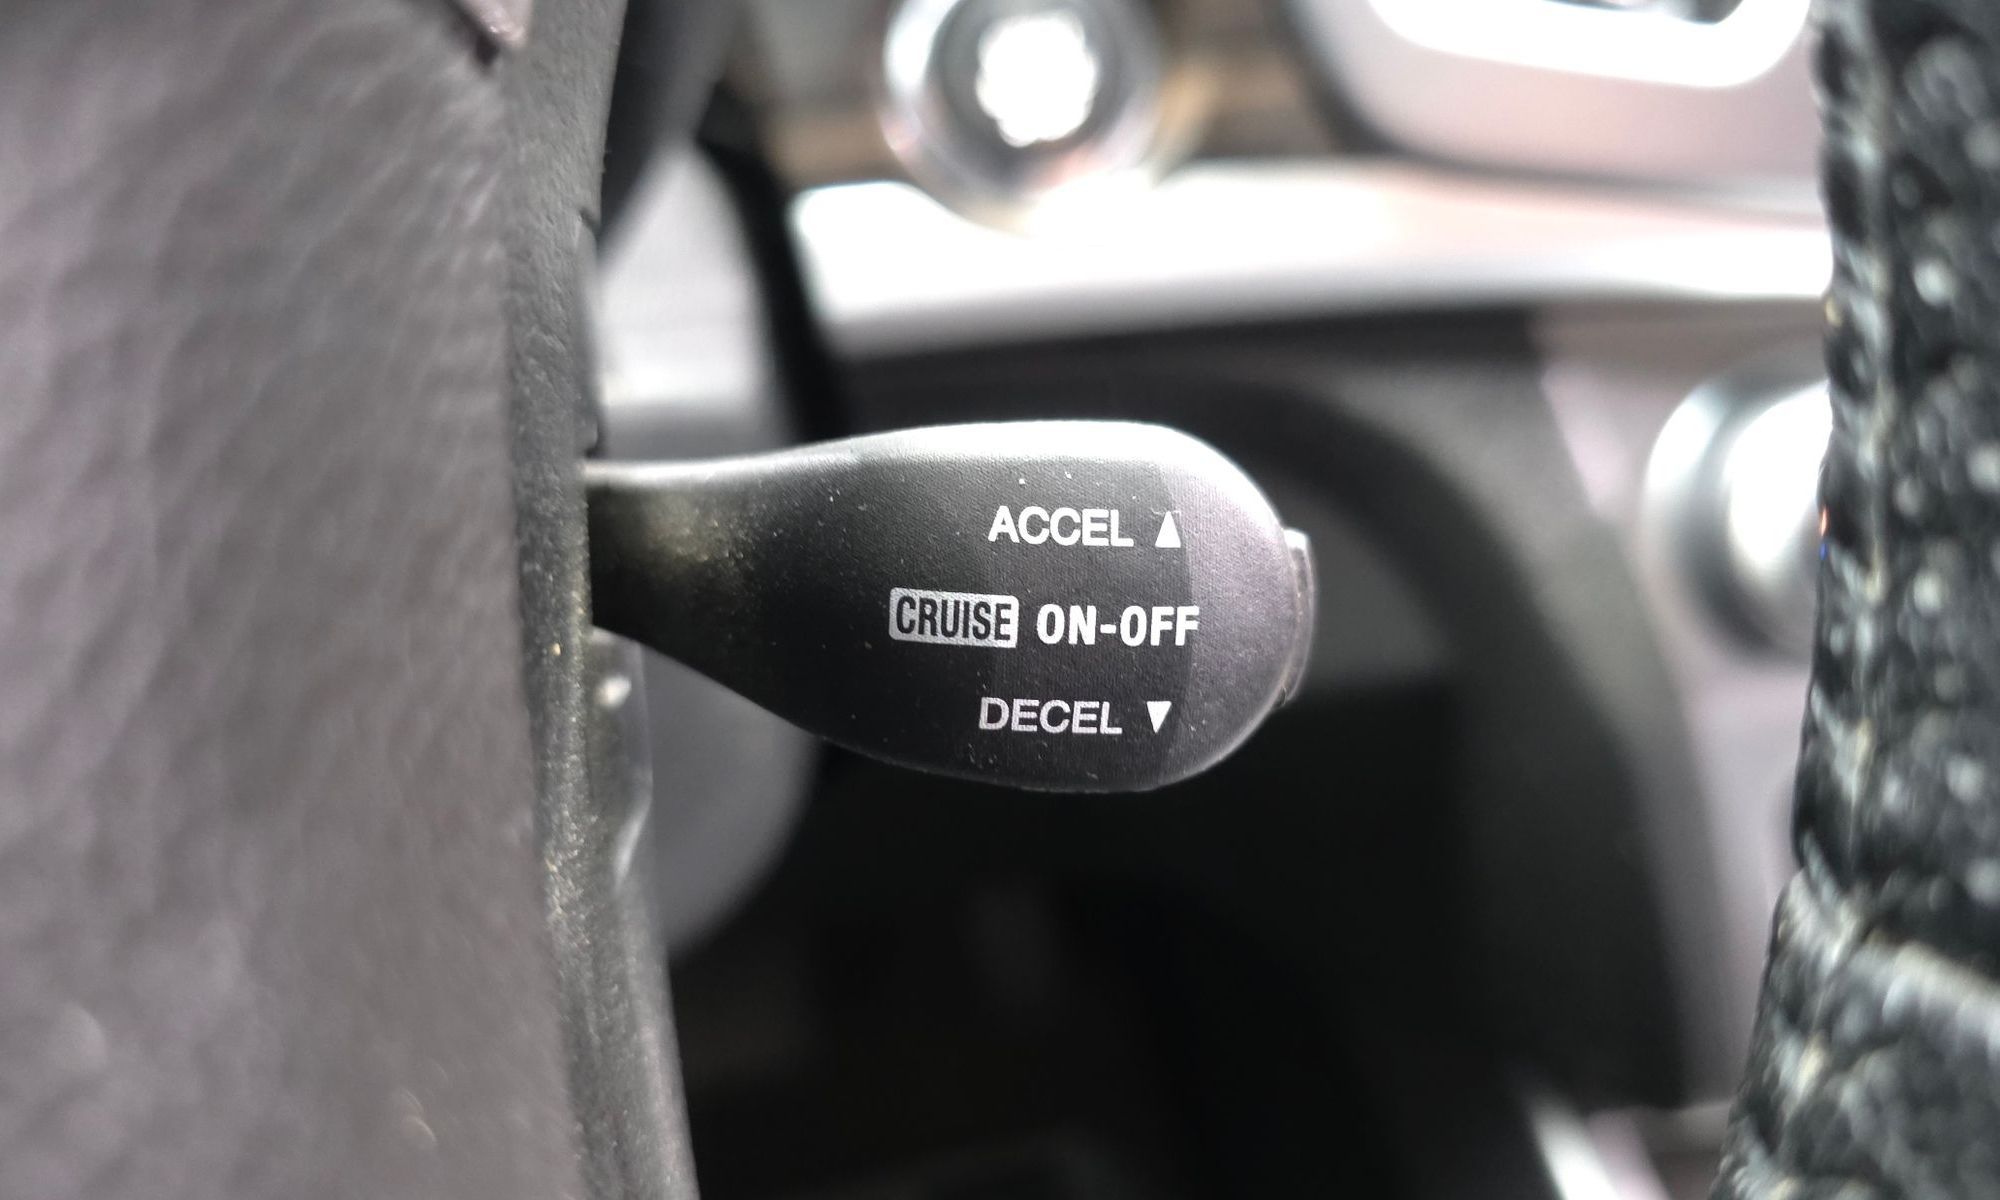 ACCEL ▲
CRUISE ON-OFF
DECEL ▼